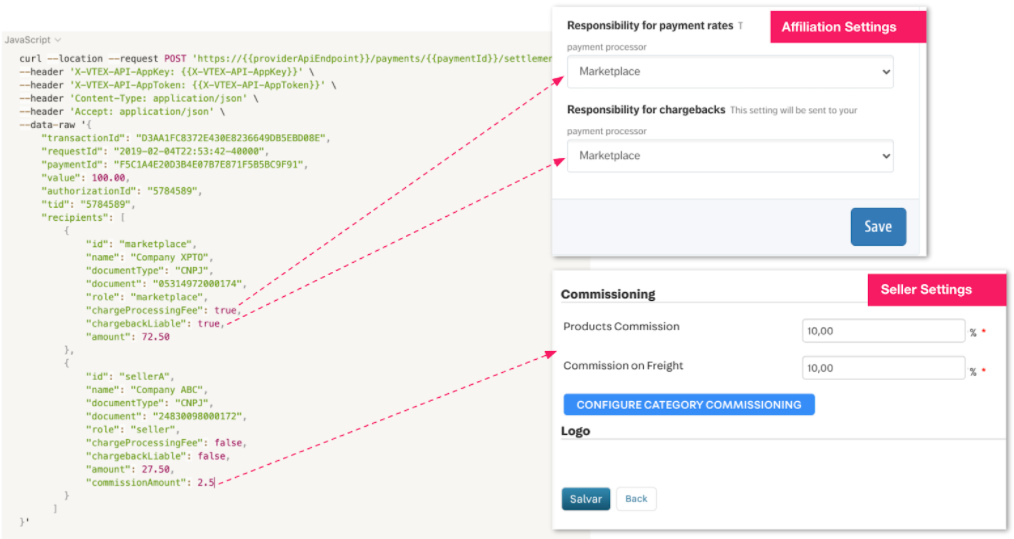 JavaScript
curl --location --request POST 'https://{{providerApiEndpoint}}/payments/{{paymentId}}/settlemen
--header 'X-VTEX-API-AppKey: {{X-VTEX-API-AppKey}}' \
--header 'X-VTEX-API-AppToken: {{X-VTEX-API-AppToken}}' \
--header 'Content-Type: application/json' \
--header 'Accept: application/json' \
--data-raw '{
"transactionId": "D3AA1FC8372E430E8236649DB5EBD08E",
"requestId": "2019-02-04T22:53:42-40000",
"paymentId": "F5C1A4E20D3B4E07B7E871F5B5BC9F91",
"value": 100.00,
"authorizationId": "5784589",
"tid": "5784589",
"recipients": [
{
"id": "marketplace",
"name": "Company XPTO",
"documentType": "CNPJ",
"document": "05314972000174",
"role": "marketplace",
"chargeProcessingFee": true,
"chargebackLiable": true,
"amount": 72.50
},
{
"id": "sellerA",
"name": "Company ABC",
"documentType": "CNPJ",
"document": "24830098000172",
"role": "seller",
"chargeProcessingFee": false,
"chargebackLiable": false,
"amount": 27.50,
"commissionAmount": 2.5
}
]
}'
Responsibility for payment rates T
payment processor
Affiliation Settings
Marketplace
Responsibility for chargebacks This setting will be sent to your
payment processor
Marketplace
Save
Seller Settings
Commissioning
Products Commission 10,00 % *
Commission on Freight 10,00 % *
CONFIGURE CATEGORY COMMISSIONING
Logo
Salvar Back